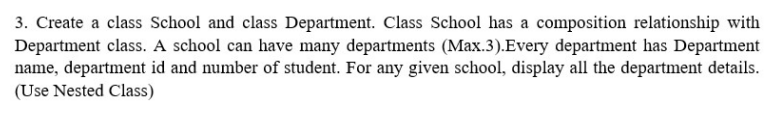 3. Create a class School and class Department. Class School has a composition relationship with
Department class. A school can have many departments (Max.3).Every department has Department
name, department id and number of student. For any given school, display all the department details.
(Use Nested Class)